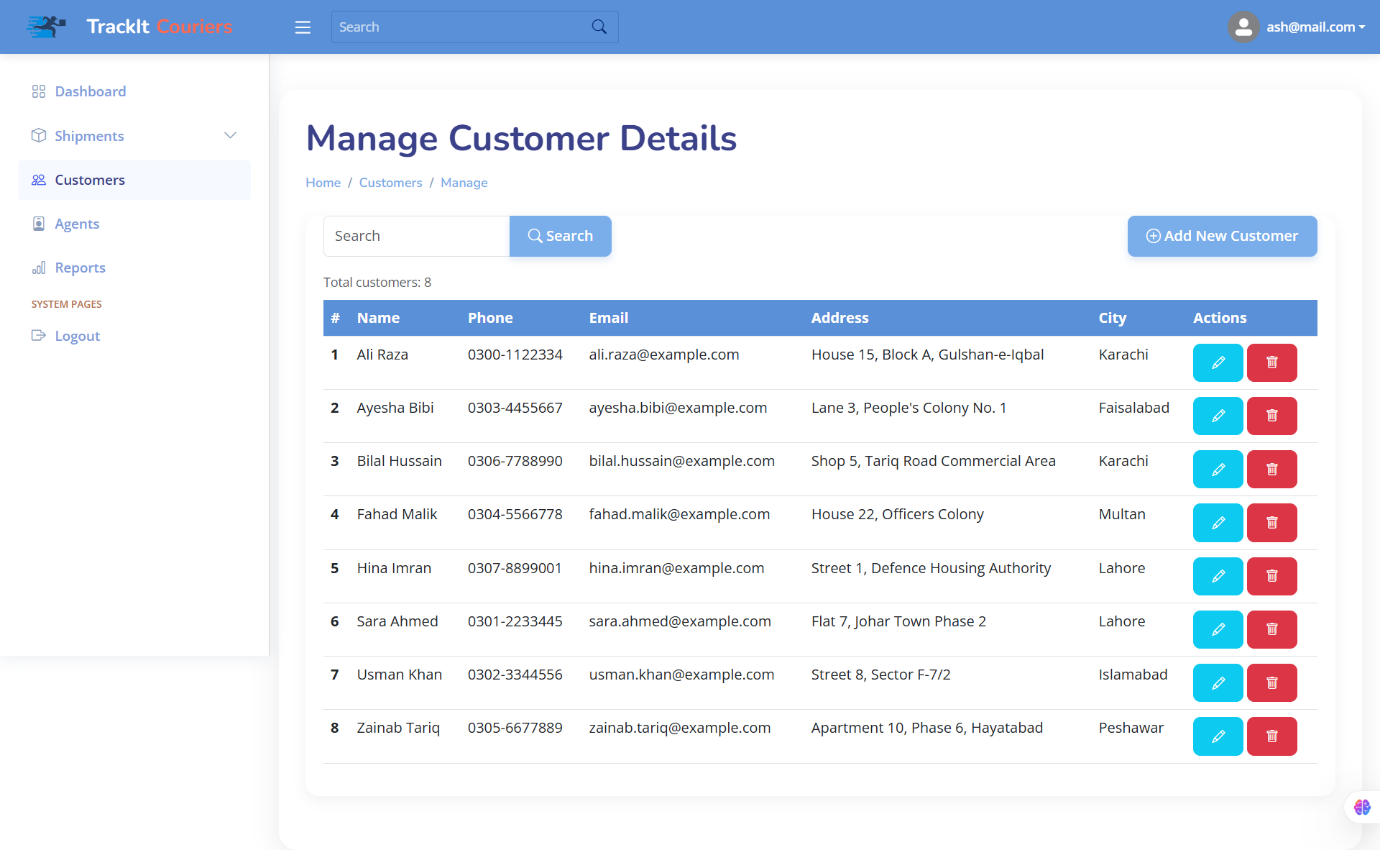 TrackIt Couriers
Search
ash@mail.com
Dashboard
Shipments
Customers
Agents
Reports
SYSTEM PAGES
Logout
Manage Customer Details
Home / Customers / Manage
Search Search Add New Customer
Total customers: 8
# Name Phone Email Address City Actions
1 Ali Raza 0300-1122334 ali.raza@example.com House 15, Block A, Gulshan-e-Iqbal Karachi
2 Ayesha Bibi 0303-4455667 ayesha.bibi@example.com Lane 3, People's Colony No. 1 Faisalabad
3 Bilal Hussain 0306-7788990 bilal.hussain@example.com Shop 5, Tariq Road Commercial Area Karachi
4 Fahad Malik 0304-5566778 fahad.malik@example.com House 22, Officers Colony Multan
5 Hina Imran 0307-8899001 hina.imran@example.com Street 1, Defence Housing Authority Lahore
6 Sara Ahmed 0301-2233445 sara.ahmed@example.com Flat 7, Johar Town Phase 2 Lahore
7 Usman Khan 0302-3344556 usman.khan@example.com Street 8, Sector F-7/2 Islamabad
8 Zainab Tariq 0305-6677889 zainab.tariq@example.com Apartment 10, Phase 6, Hayatabad Peshawar